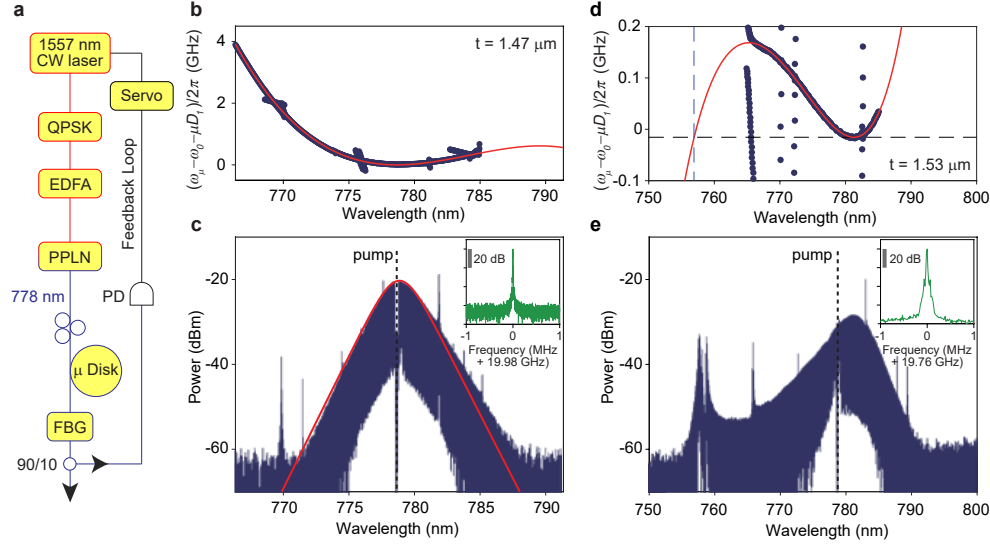 a
1557 nm
CW laser
Servo
QPSK
EDFA
Feedback Loop
PPLN
778 nm
PD
μ Disk
FBG
90/10
b
t = 1.47 μm
(ω_μ-ω_0-μD_1)/2π (GHz)
4
2
0
770
775
780
785
790
Wavelength (nm)
c
pump
20 dB
-1
0
1
Frequency (MHz
+ 19.98 GHz)
Power (dBm)
-20
-40
-60
770
775
780
785
790
Wavelength (nm)
d
t = 1.53 μm
(ω_μ-ω_0-μD_1)/2π (GHz)
0.2
0.1
0
-0.1
750
760
770
780
790
800
Wavelength (nm)
e
pump
20 dB
-1
0
1
Frequency (MHz
+ 19.76 GHz)
Power (dBm)
-20
-40
-60
750
760
770
780
790
800
Wavelength (nm)